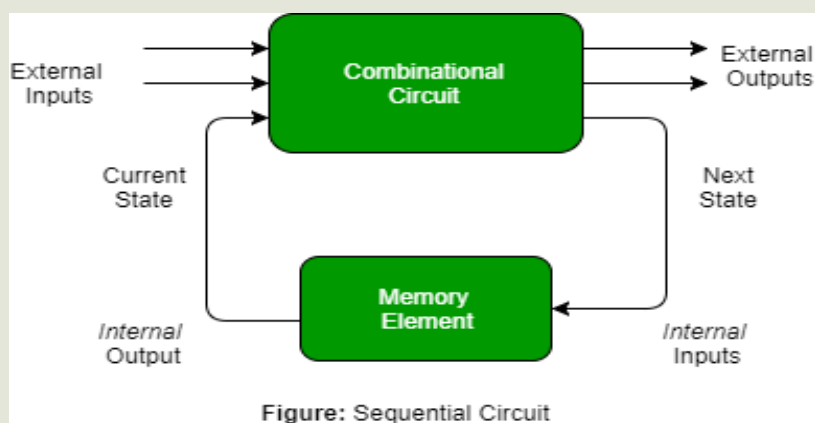 External
Inputs
Combinational
Circuit
External
Outputs
Current
State
Next
State
Memory
Element
Internal
Output
Internal
Inputs
Figure: Sequential Circuit